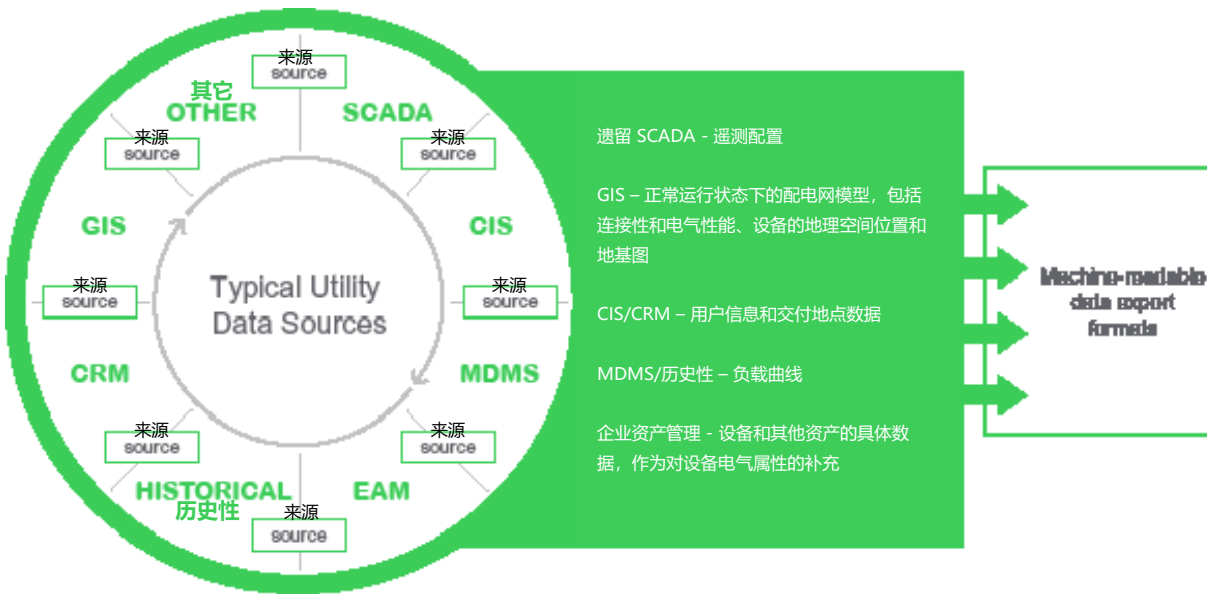 来源
source
其它
OTHER
SCADA
来源
source
来源
source
GIS
CIS
来源
source
Typical Utility
Data Sources
来源
source
CRM
MDMS
来源
source
来源
source
HISTORICAL
历史性
EAM
来源
source
遗留 SCADA - 遥测配置
GIS – 正常运行状态下的配电网模型，包括
连接性和电气性能、设备的地理空间位置和
地基图
CIS/CRM – 用户信息和交付地点数据
MDMS/历史性 – 负载曲线
企业资产管理 - 设备和其他资产的具体数
据，作为对设备电气属性的补充
Machine-readable
data export
formats